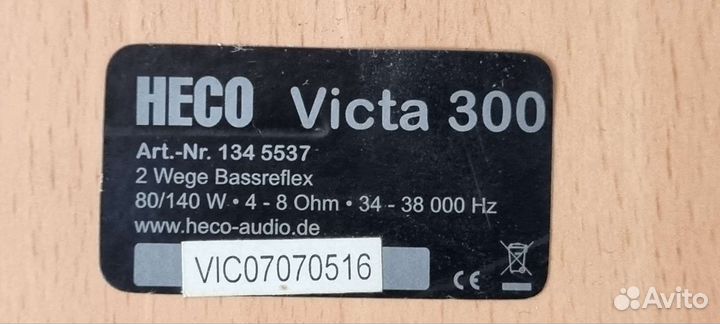 HECO Victa 300
Art.-Nr. 134 5537
2 Wege Bassreflex
80/140 W • 4 - 8 Ohm • 34 - 38 000 Hz
www.heco-audio.de
VIC07070516
CE
Avito